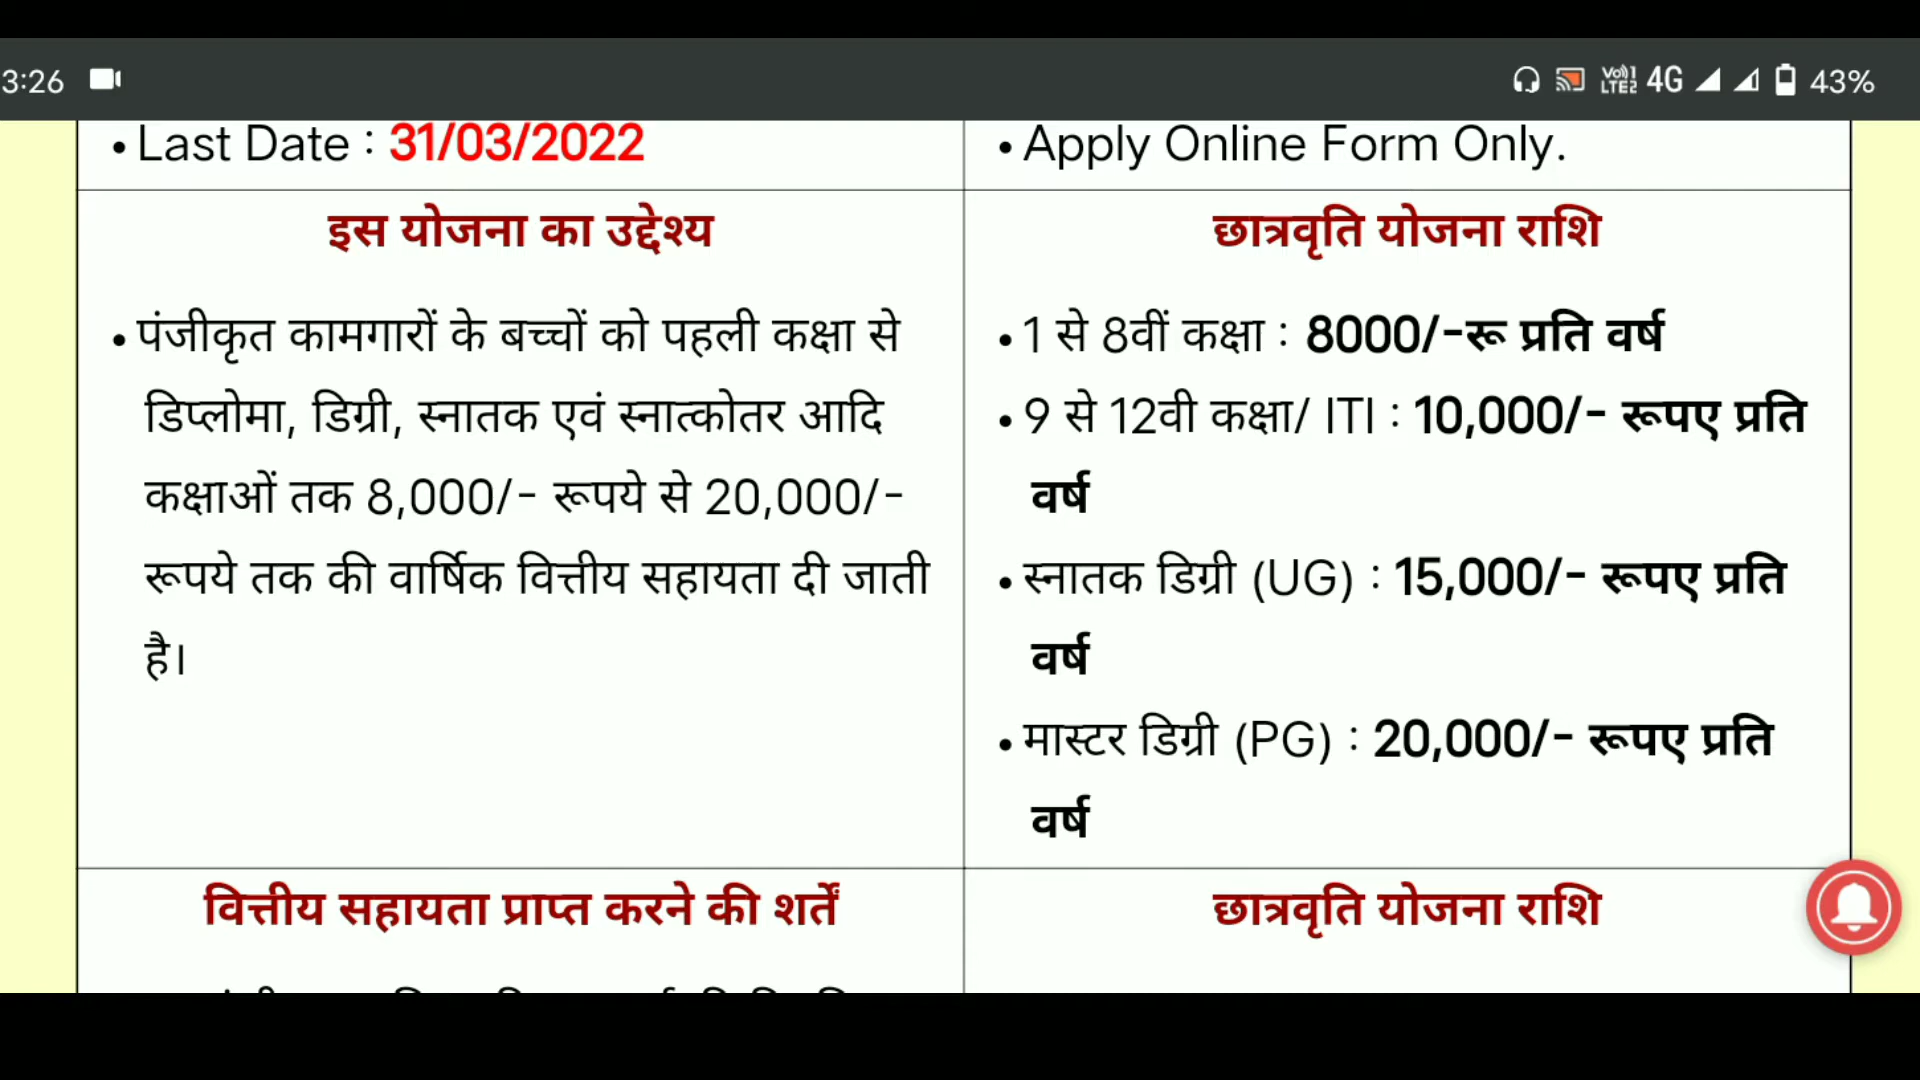 3:26 Vo)) 1 LTE2 4G 43%
• Last Date : 31/03/2022
• Apply Online Form Only.
इस योजना का उद्देश्य
• पंजीकृत कामगारों के बच्चों को पहली कक्षा से
डिप्लोमा, डिग्री, स्नातक एवं स्नात्कोतर आदि
कक्षाओं तक 8,000/- रूपये से 20,000/-
रूपये तक की वार्षिक वित्तीय सहायता दी जाती
है।
छात्रवृति योजना राशि
• 1 से 8वीं कक्षा : 8000/-रू प्रति वर्ष
• 9 से 12वी कक्षा/ ITI : 10,000/- रूपए प्रति
वर्ष
• स्नातक डिग्री (UG) : 15,000/- रूपए प्रति
वर्ष
• मास्टर डिग्री (PG) : 20,000/- रूपए प्रति
वर्ष
वित्तीय सहायता प्राप्त करने की शर्तें
छात्रवृति योजना राशि